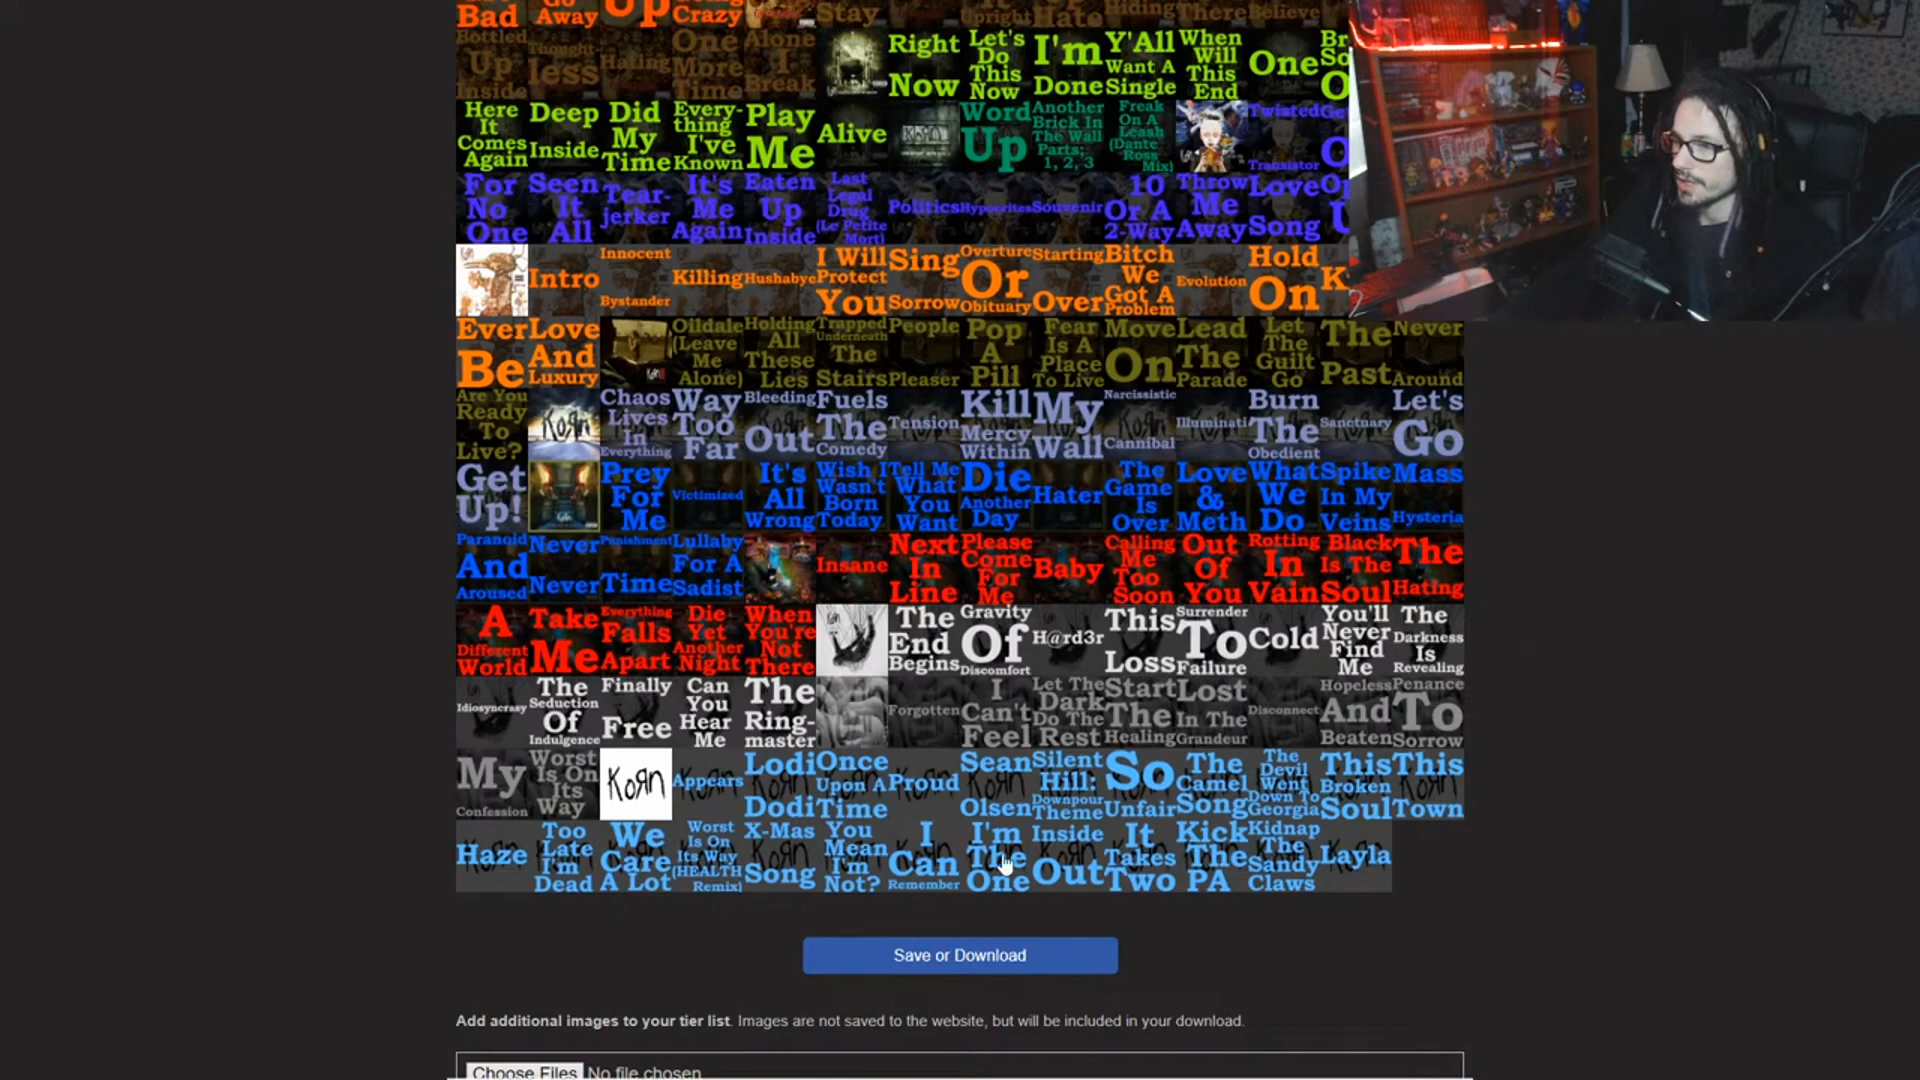 Bad Go Away Up Going Crazy Stay It Upright Hate Hiding There Believe
Bottled Up Inside Thoughtless Hating One More Time Alone I Break Right Now Let's Do This Now I'm Done Y'All Want A Single When Will This End One
Here It Comes Again Deep Inside Did My Time Every-thing I've Known Play Me Alive Word Up Another Brick In The Wall Parts; 1, 2, 3 Freak On A Leash (Dante Ross Mix) Twisted Transistor
For No One Seen It All Tear-jerker It's Me Again Eaten Up Inside Last Legal Drug (Le Petite Mort) Politics Hypocrites Souvenir 10 Or A 2-Way Throw Me Away Love Song
Intro Innocent Bystander Killing Hushabye I Will Protect You Sing Sorrow Overture Or Obituary Starting Over Bitch We Got A Problem Evolution Hold On K
Ever Be Love And Luxury Oildale (Leave Me Alone) Holding All These Lies Trapped Underneath The Stairs People Pleaser Pop A Pill Fear Is A Place To Live Move On Lead The Parade Let The Guilt Go The Past Never Around
Are You Ready To Live? KoЯn Chaos Lives In Everything Way Too Far Bleeding Out Fuels The Comedy Tension Kill Mercy Within My Wall Narcissistic Cannibal Illuminati Burn The Obedient Sanctuary Let's Go
Get Up! Prey For Me Victimized It's All Wrong Wish I Wasn't Born Today Tell Me What You Want Die Another Day Hater The Game Is Over Love & Meth What We Do Spike In My Veins Mass Hysteria
Paranoid And Aroused Never Never Punishment Time Lullaby For A Sadist Insane Next In Line Please Come For Me Baby Calling Me Too Soon Out Of You Rotting In Vain Black Is The Soul The Hating
A Different World Take Me Everything Falls Apart Die Yet Another Night When You're Not There The End Begins Gravity Of Discomfort H@rd3r This Loss Surrender To Failure Cold You'll Never Find Me The Darkness Is Revealing
Idiosyncrasy The Seduction Of Indulgence Finally Free Can You Hear Me The Ring-master Forgotten I Can't Feel Let The Dark Do The Rest Start The Healing Lost In The Grandeur Disconnect Hopeless And Beaten Penance To Sorrow
My Confession Worst Is On Its Way KoЯn Appears Lodi Dodi Once Upon A Time Proud Sean Olsen Silent Hill: Downpour Theme So Unfair The Camel Song The Devil Went Down To Georgia This Broken Soul This Town
Haze Too Late I'm Dead We Care A Lot Worst Is On Its Way (HEALTH Remix) X-Mas Song You Mean I'm Not? I Can Remember I'm The One Inside Out It Takes Two Kick The PA Kidnap The Sandy Claws Layla
Save or Download
Add additional images to your tier list. Images are not saved to the website, but will be included in your download.
Choose Files No file chosen